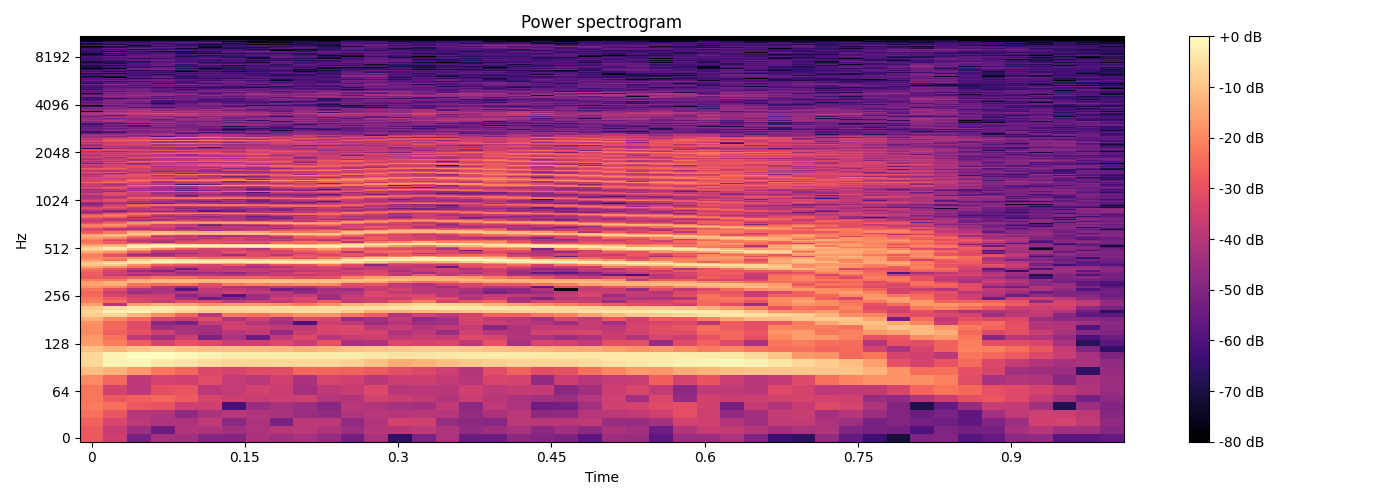 Power spectrogram
8192
4096
2048
1024
512
256
128
64
0
Hz
0
0.15
0.3
0.45
0.6
0.75
0.9
Time
+0 dB
-10 dB
-20 dB
-30 dB
-40 dB
-50 dB
-60 dB
-70 dB
-80 dB